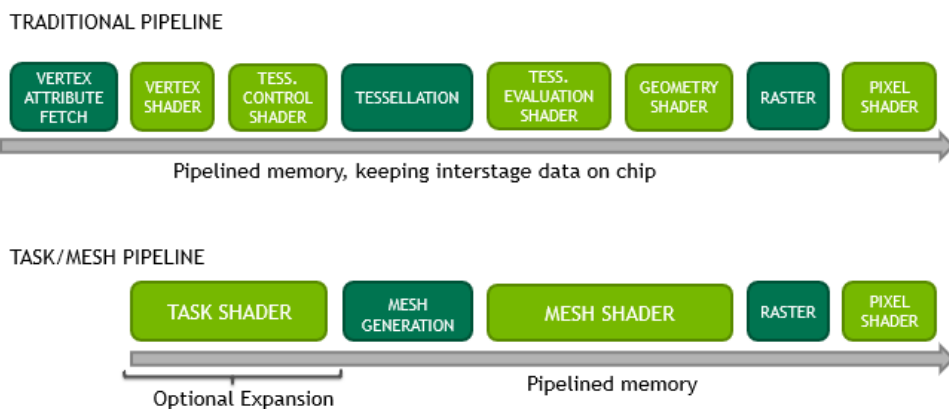 TRADITIONAL PIPELINE
VERTEX
ATTRIBUTE
FETCH
VERTEX
SHADER
TESS.
CONTROL
SHADER
TESSELLATION
TESS.
EVALUATION
SHADER
GEOMETRY
SHADER
RASTER
PIXEL
SHADER
Pipelined memory, keeping interstage data on chip
TASK/MESH PIPELINE
TASK SHADER
MESH
GENERATION
MESH SHADER
RASTER
PIXEL
SHADER
Optional Expansion
Pipelined memory